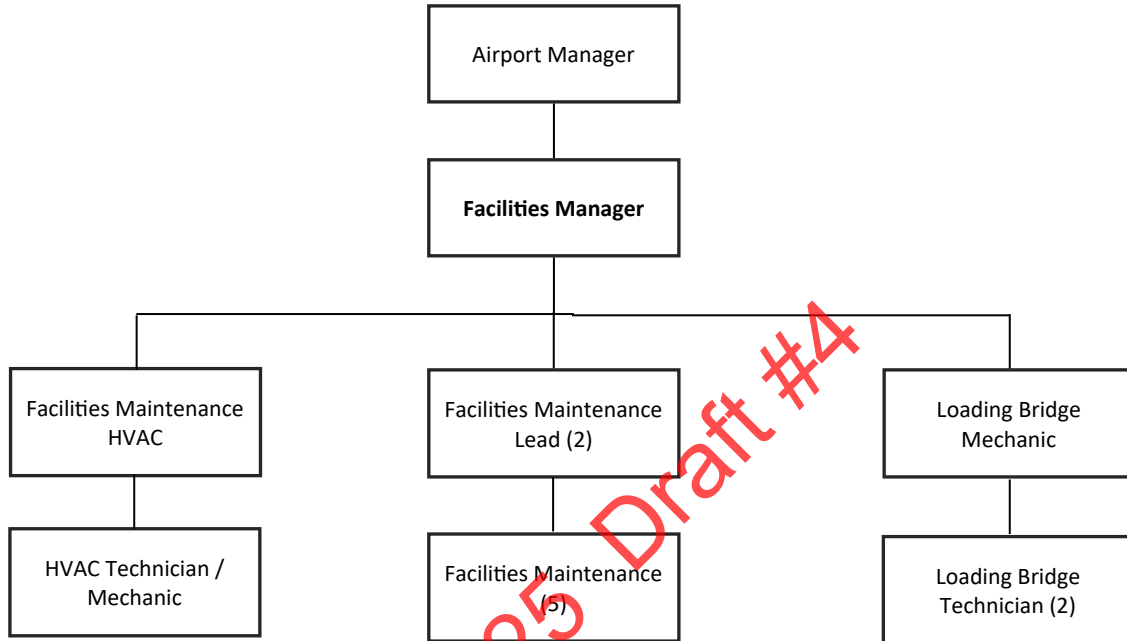 Airport Manager
Facilities Manager
Facilities Maintenance
HVAC
Facilities Maintenance
Lead (2)
Loading Bridge
Mechanic
HVAC Technician /
Mechanic
Facilities Maintenance
(5)
Loading Bridge
Technician (2)
Draft #4